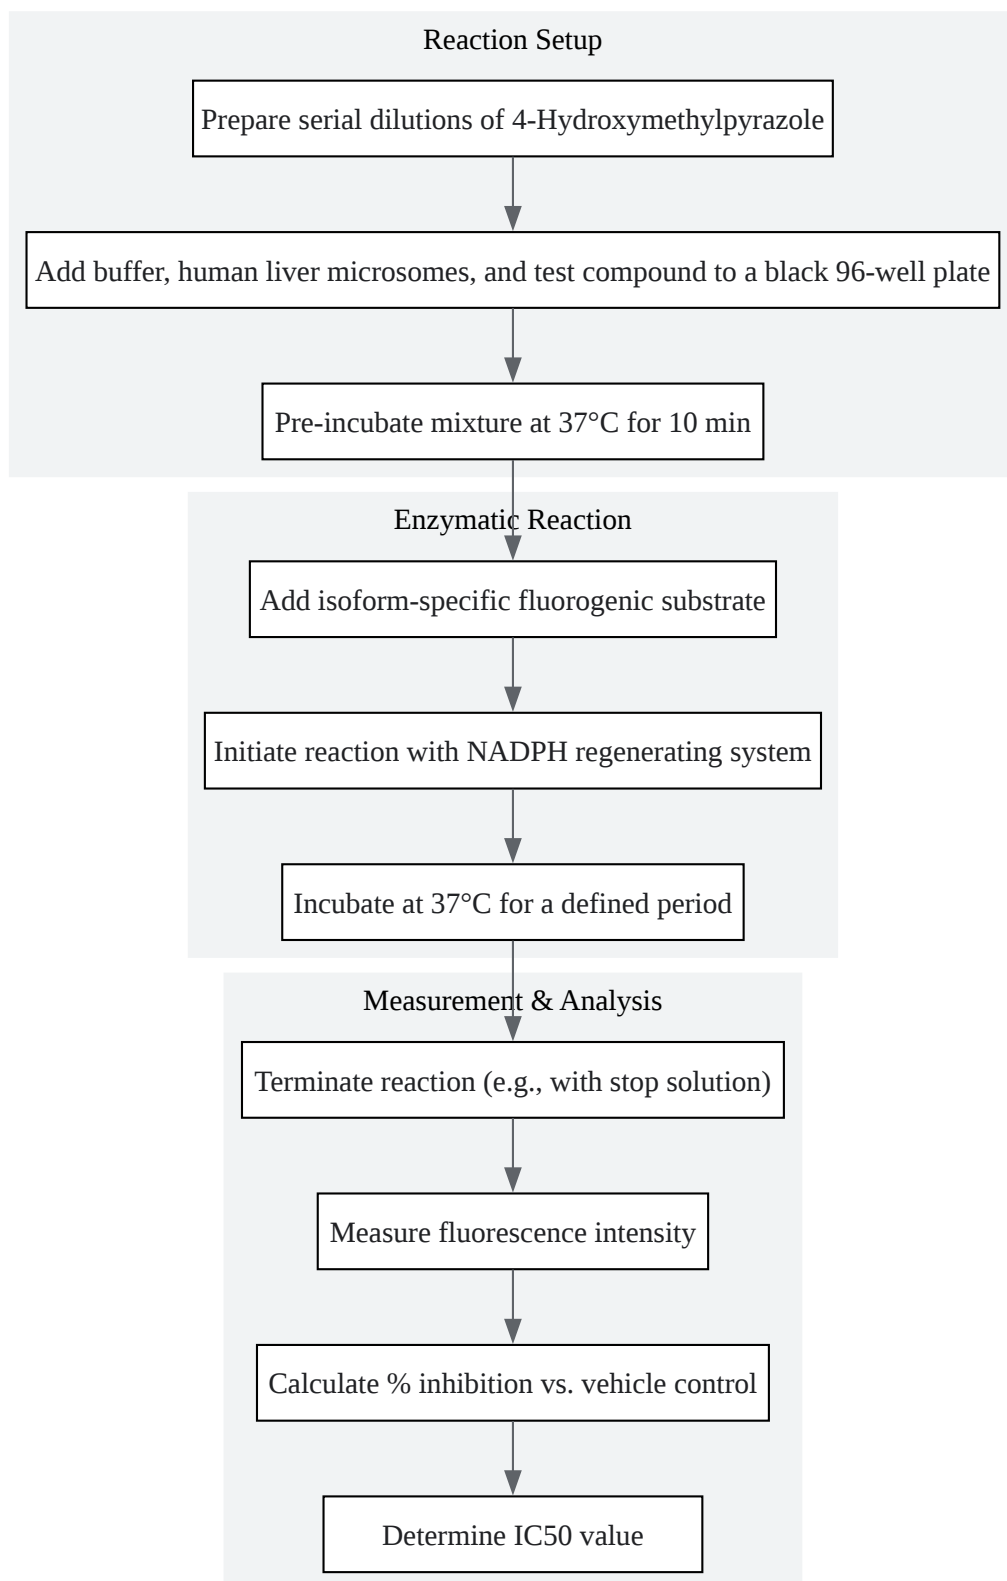 Reaction Setup
Prepare serial dilutions of 4-Hydroxymethylpyrazole
Add buffer, human liver microsomes, and test compound to a black 96-well plate
Pre-incubate mixture at 37°C for 10 min
Enzymatic Reaction
Add isoform-specific fluorogenic substrate
Initiate reaction with NADPH regenerating system
Incubate at 37°C for a defined period
Measurement & Analysis
Terminate reaction (e.g., with stop solution)
Measure fluorescence intensity
Calculate % inhibition vs. vehicle control
Determine IC50 value